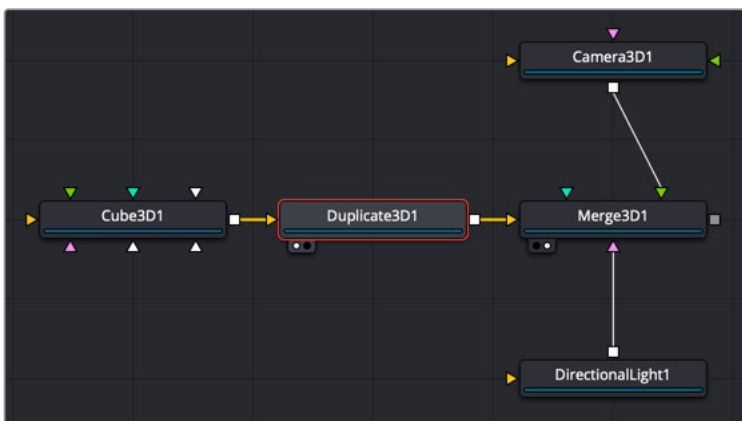 Camera3D1
Cube3D1
Duplicate3D1
Merge3D1
DirectionalLight1